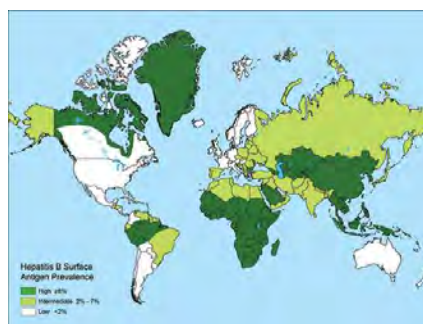 Hepatitis B Surface
Antigen Prevalence
High ≥8%
Intermediate 2% - 7%
Low <2%